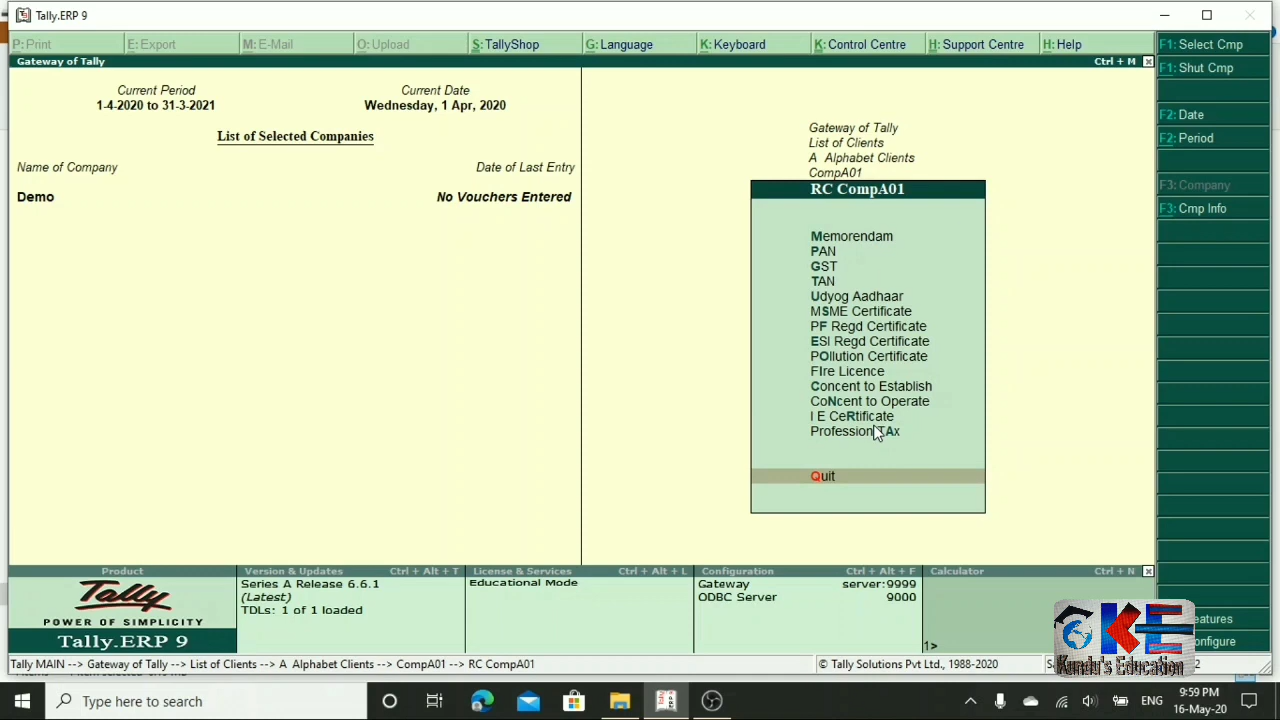 Tally.ERP 9
P: Print E: Export M: E-Mail O: Upload S: TallyShop G: Language K: Keyboard K: Control Centre H: Support Centre H: Help
Gateway of Tally Ctrl + M
Current Period Current Date
1-4-2020 to 31-3-2021 Wednesday, 1 Apr, 2020
List of Selected Companies
Name of Company Date of Last Entry
Demo No Vouchers Entered
Gateway of Tally
List of Clients
A Alphabet Clients
CompA01
RC CompA01
Memorendam
PAN
GST
TAN
Udyog Aadhaar
MSME Certificate
PF Regd Certificate
ESI Regd Certificate
POllution Certificate
FIre Licence
Concent to Establish
CoNcent to Operate
I E CeRtificate
Profession TAx
Quit
F1: Select Cmp
F1: Shut Cmp
F2: Date
F2: Period
F3: Company
F3: Cmp Info
eatures
onfigure
Product
Tally
POWER OF SIMPLICITY
Tally.ERP 9
Version & Updates Ctrl + Alt + T
Series A Release 6.6.1
(Latest)
TDLs: 1 of 1 loaded
License & Services Ctrl + Alt + L
Educational Mode
Configuration Ctrl + Alt + F
Gateway server:9999
ODBC Server 9000
Calculator Ctrl + N
1>
KE
Kundu's Education
Tally MAIN --> Gateway of Tally --> List of Clients --> A Alphabet Clients --> CompA01 --> RC CompA01 © Tally Solutions Pvt Ltd., 1988-2020
Type here to search
ENG
9:59 PM
16-May-20